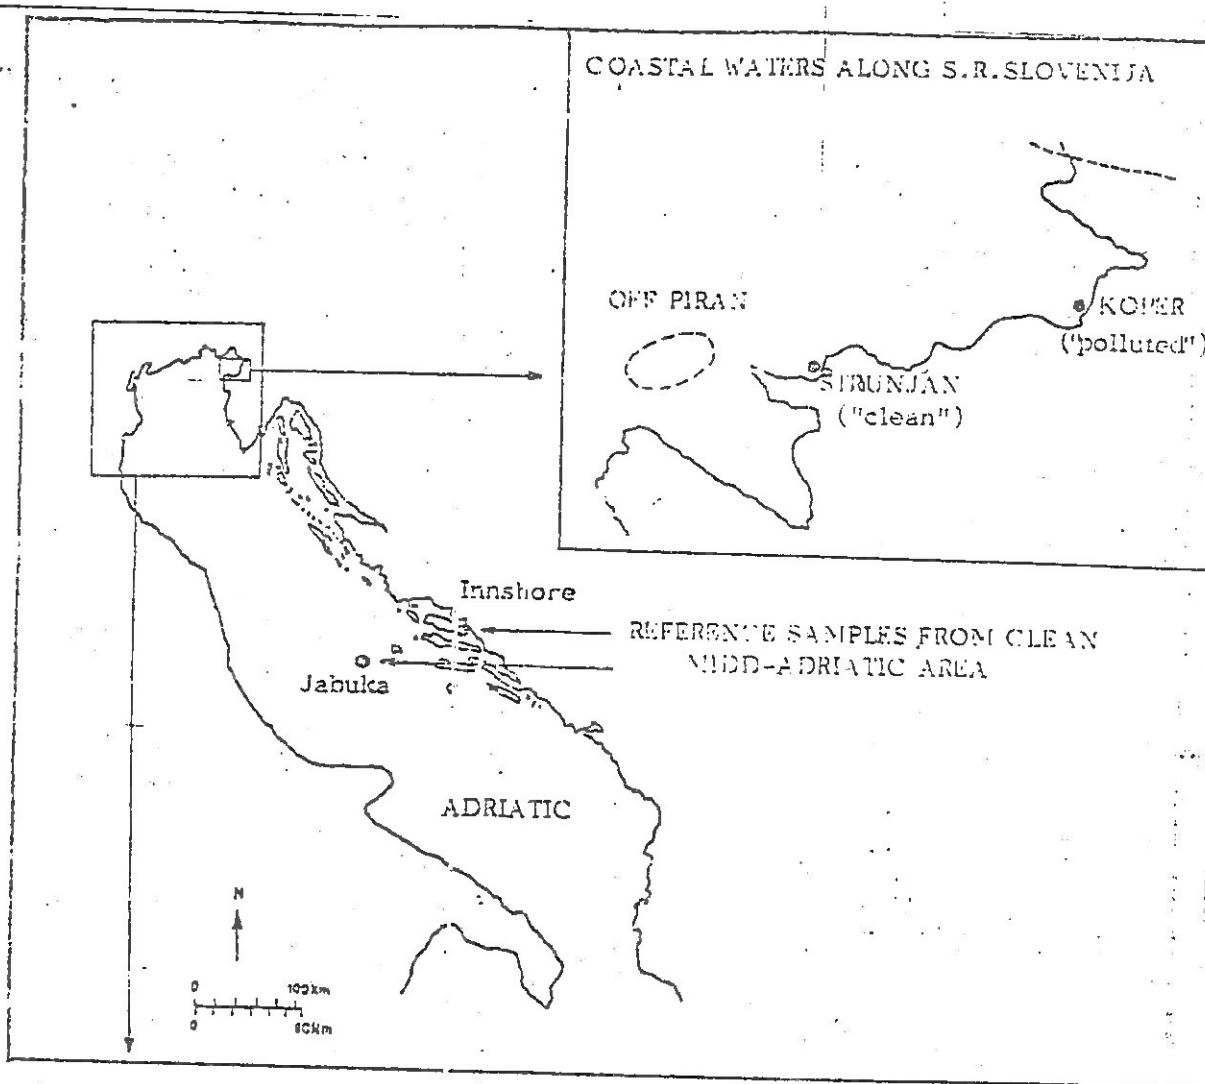 COASTAL WATERS ALONG S.R.SLOVENIJA
OFF PIRAN
KOPER
("polluted")
STRUNJAN
("clean")
Innshore
REFERENCE SAMPLES FROM CLEAN
MIDD-ADRIATIC AREA
Jabuka
ADRIATIC
N
0 100km
0 60km